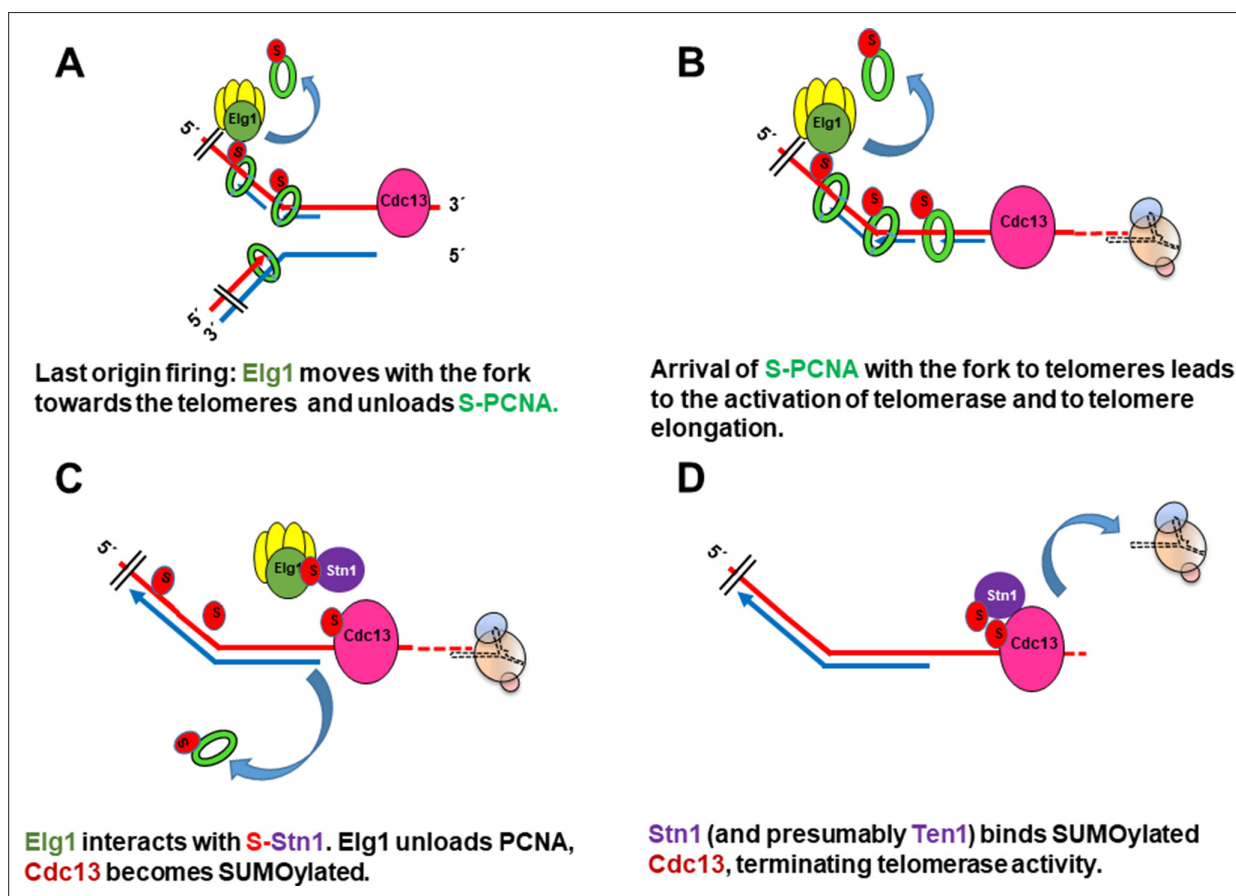 A
S
Elg1
5´
S
S
Cdc13
3´
5´
5´
3´
Last origin firing: Elg1 moves with the fork
towards the telomeres and unloads S-PCNA.
B
S
Elg1
5´
S
S
S
Cdc13
Arrival of S-PCNA with the fork to telomeres leads
to the activation of telomerase and to telomere
elongation.
C
5´
S
S
Elg1
S
Stn1
S
Cdc13
S
Elg1 interacts with S-Stn1. Elg1 unloads PCNA,
Cdc13 becomes SUMOylated.
D
5´
Stn1
S
S
Cdc13
Stn1 (and presumably Ten1) binds SUMOylated
Cdc13, terminating telomerase activity.